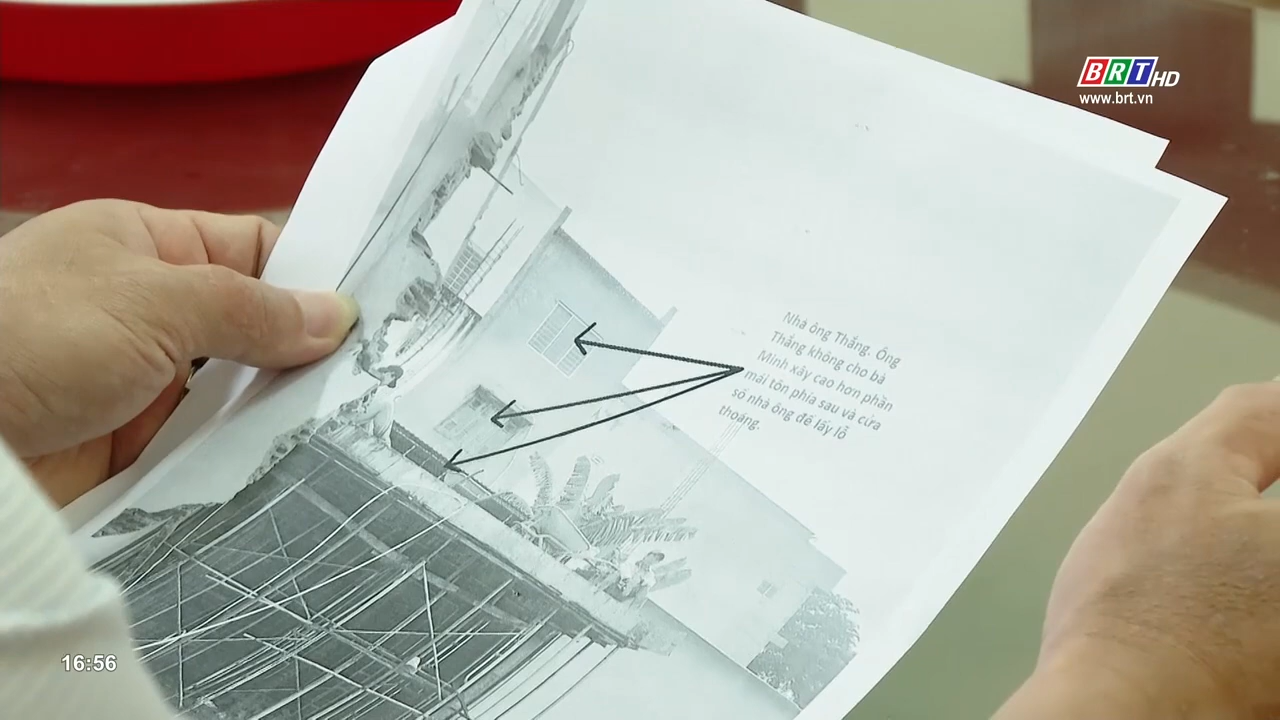 BRT HD
www.brt.vn
Nhà ông Thắng. Ông
Thắng không cho bà
Minh xây cao hơn phần
mái tôn phía sau và cửa
sổ nhà ông để lấy lỗ
thoáng.
16:56